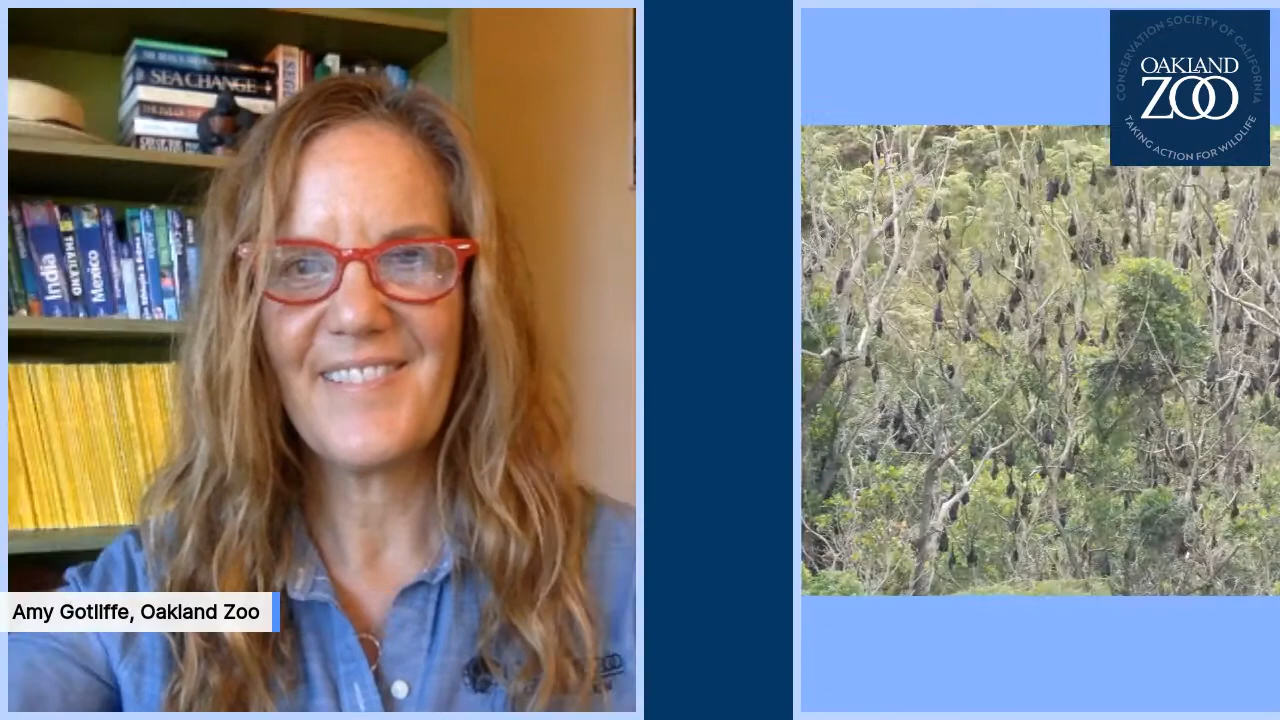 SEA CHANGE
India
THAILAND
Mexico
Amy Gotliffe, Oakland Zoo
CONSERVATION SOCIETY OF CALIFORNIA
OAKLAND
ZOO
TAKING ACTION FOR WILDLIFE